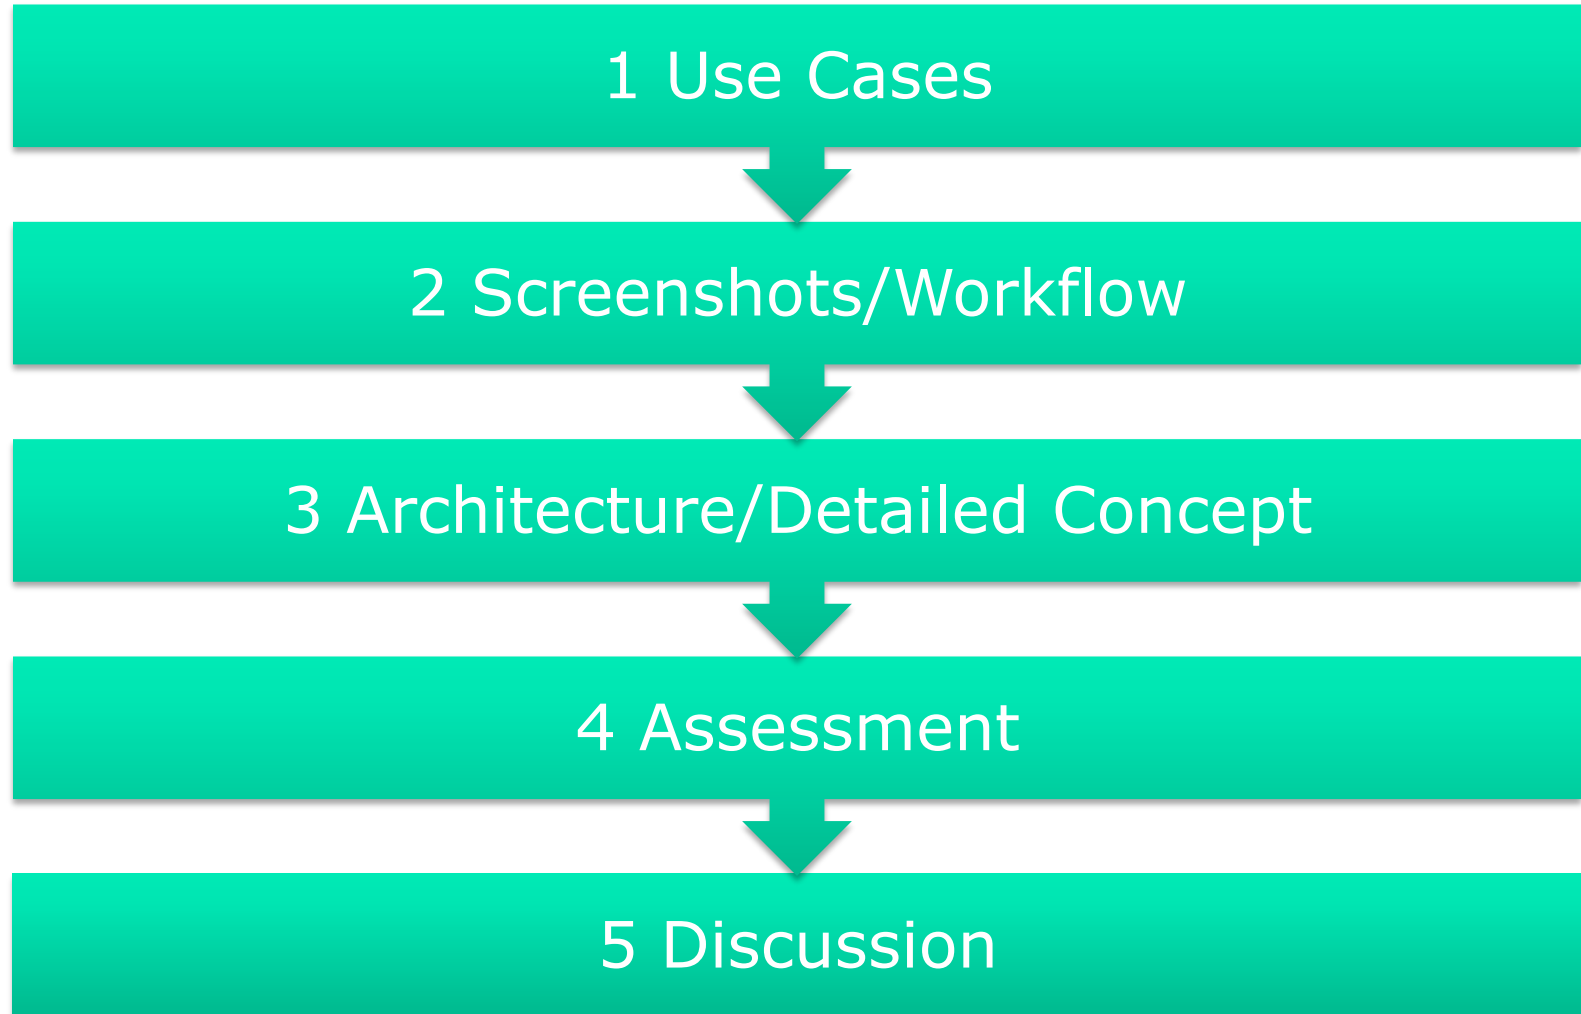 1 Use Cases
2 Screenshots/Workflow
3 Architecture/Detailed Concept
4 Assessment
5 Discussion